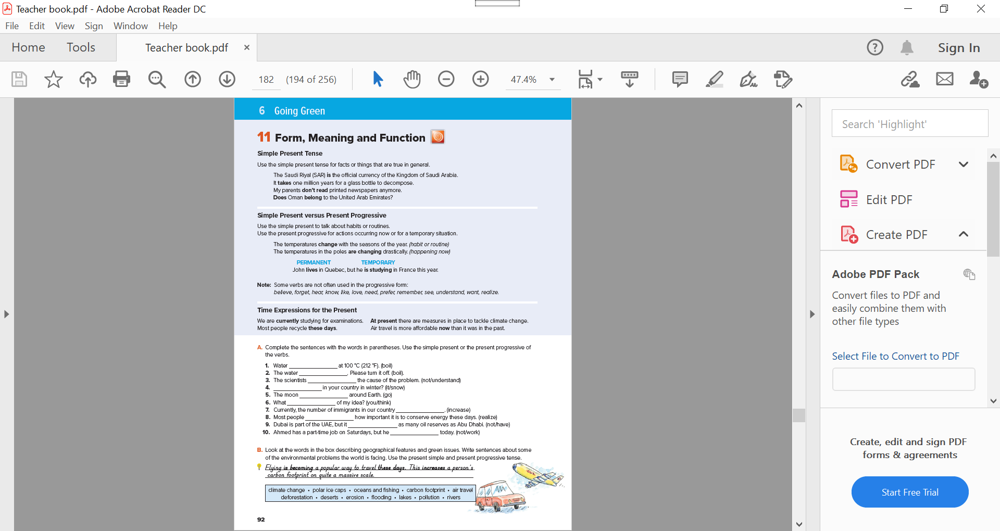 Teacher book.pdf - Adobe Acrobat Reader DC
File Edit View Sign Window Help
Home Tools Teacher book.pdf × Sign In
182 (194 of 256) 47.4%
6 Going Green
11 Form, Meaning and Function
Simple Present Tense
Use the simple present tense for facts or things that are true in general.
The Saudi Riyal (SAR) is the official currency of the Kingdom of Saudi Arabia.
It takes one million years for a glass bottle to decompose.
My parents don't read printed newspapers anymore.
Does Oman belong to the United Arab Emirates?
Simple Present versus Present Progressive
Use the simple present to talk about habits or routines.
Use the present progressive for actions occurring now or for a temporary situation.
The temperatures change with the seasons of the year. (habit or routine)
The temperatures in the poles are changing drastically. (happening now)
PERMANENT TEMPORARY
John lives in Quebec, but he is studying in France this year.
Note: Some verbs are not often used in the progressive form:
believe, forget, hear, know, like, love, need, prefer, remember, see, understand, want, realize.
Time Expressions for the Present
We are currently studying for examinations. At present there are measures in place to tackle climate change.
Most people recycle these days. Air travel is more affordable now than it was in the past.
A. Complete the sentences with the words in parentheses. Use the simple present or the present progressive of
the verbs.
1. Water ________________ at 100 °C (212 °F). (boil)
2. The water ________________. Please turn it off. (boil).
3. The scientists ________________ the cause of the problem. (not/understand)
4. ________________ in your country in winter? (it/snow)
5. The moon ________________ around Earth. (go)
6. What ________________ of my idea? (you/think)
7. Currently, the number of immigrants in our country ________________. (increase)
8. Most people ________________ how important it is to conserve energy these days. (realize)
9. Dubai is part of the UAE, but it ________________ as many oil reserves as Abu Dhabi. (not/have)
10. Ahmed has a part-time job on Saturdays, but he ________________ today. (not/work)
B. Look at the words in the box describing geographical features and green issues. Write sentences about some
of the environmental problems the world is facing. Use the present simple and present progressive tense.
Flying is becoming a popular way to travel these days. This increases a person's
carbon footprint on quite a massive scale.
climate change • polar ice caps • oceans and fishing • carbon footprint • air travel
deforestation • deserts • erosion • flooding • lakes • pollution • rivers
92
Search 'Highlight'
Convert PDF
Edit PDF
Create PDF
Adobe PDF Pack
Convert files to PDF and
easily combine them with
other file types
Select File to Convert to PDF
Create, edit and sign PDF
forms & agreements
Start Free Trial